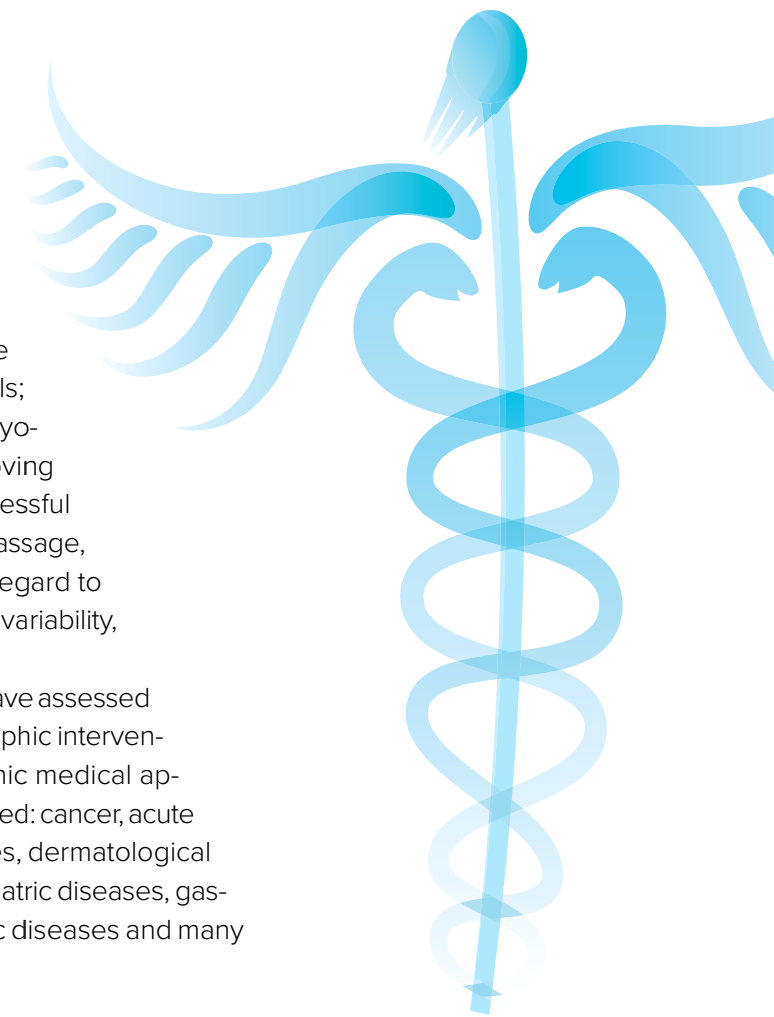 e
ls;
yo-
oving
essful
assage,
egard to
variability,
ave assessed
phic interven-
nic medical ap-
ed: cancer, acute
es, dermatological
atric diseases, gas-
c diseases and many